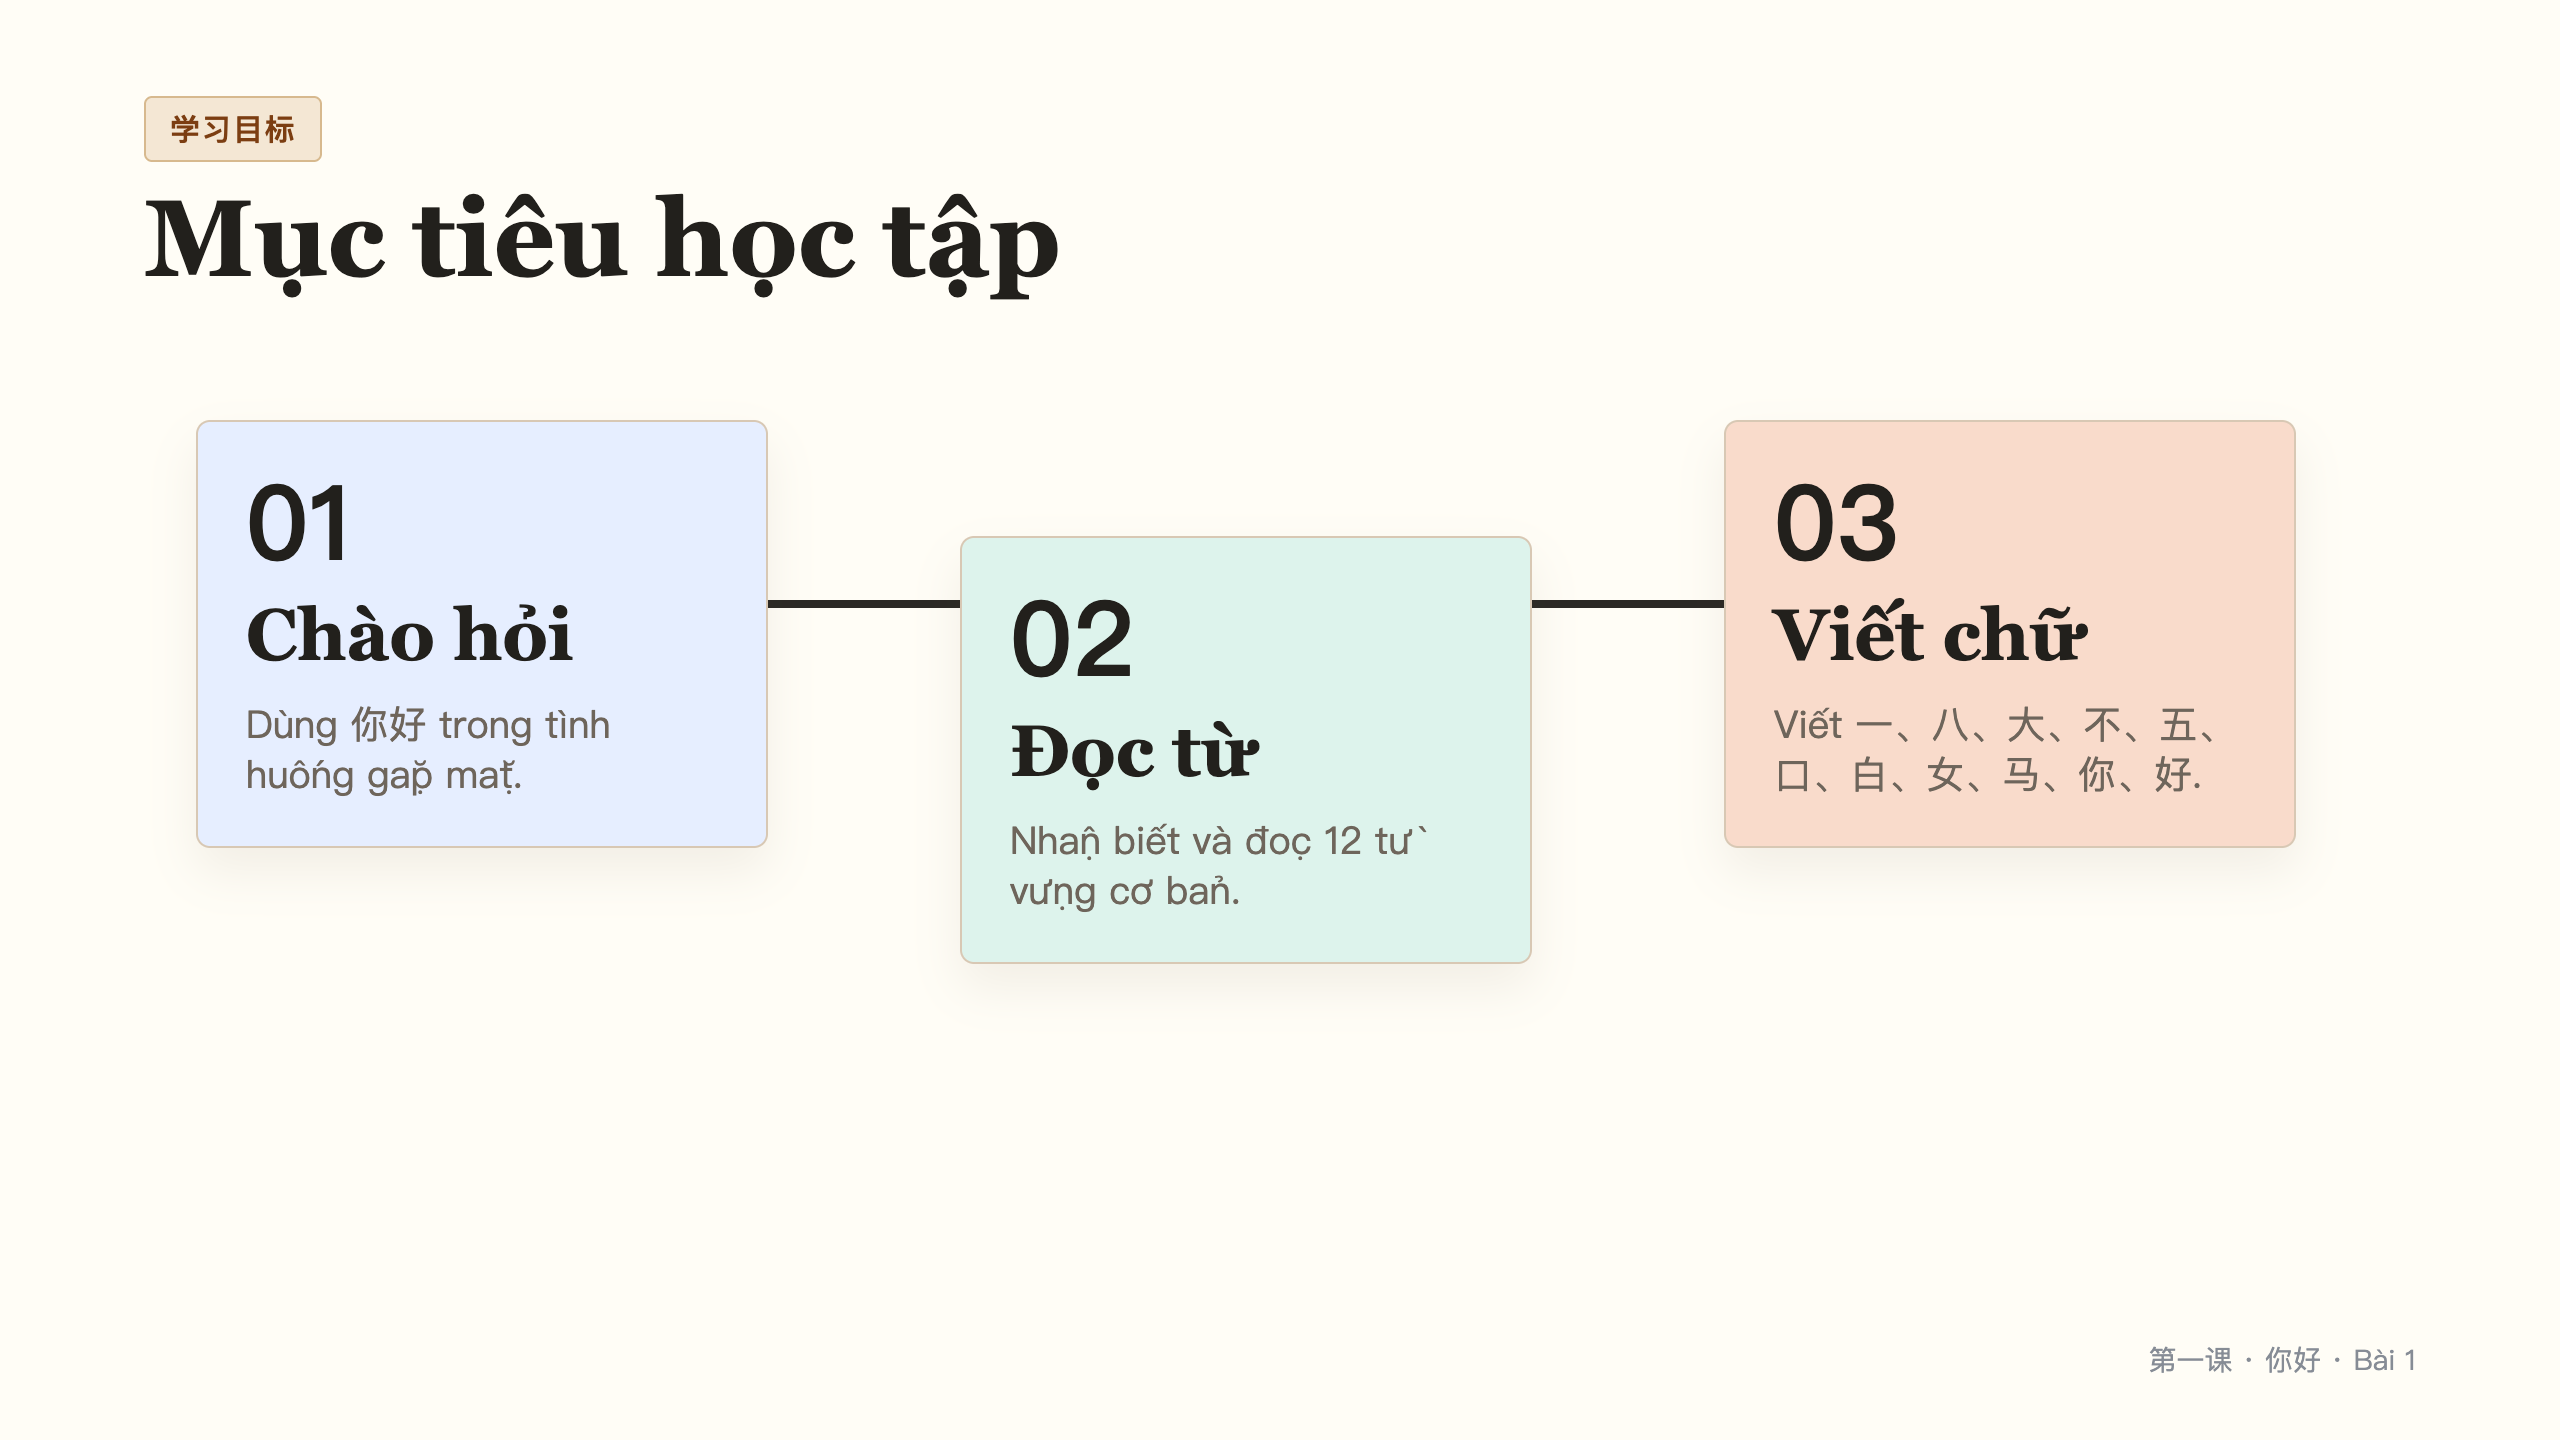 学习目标
Mục tiêu học tập
01
Chào hỏi
Dùng 你好 trong tình
huống gặp mặt.
02
Đọc từ
Nhận biết và đọc 12 từ
vựng cơ bản.
03
Viết chữ
Viết 一、八、大、不、五、
口、白、女、马、你、好.
第一课 · 你好 · Bài 1